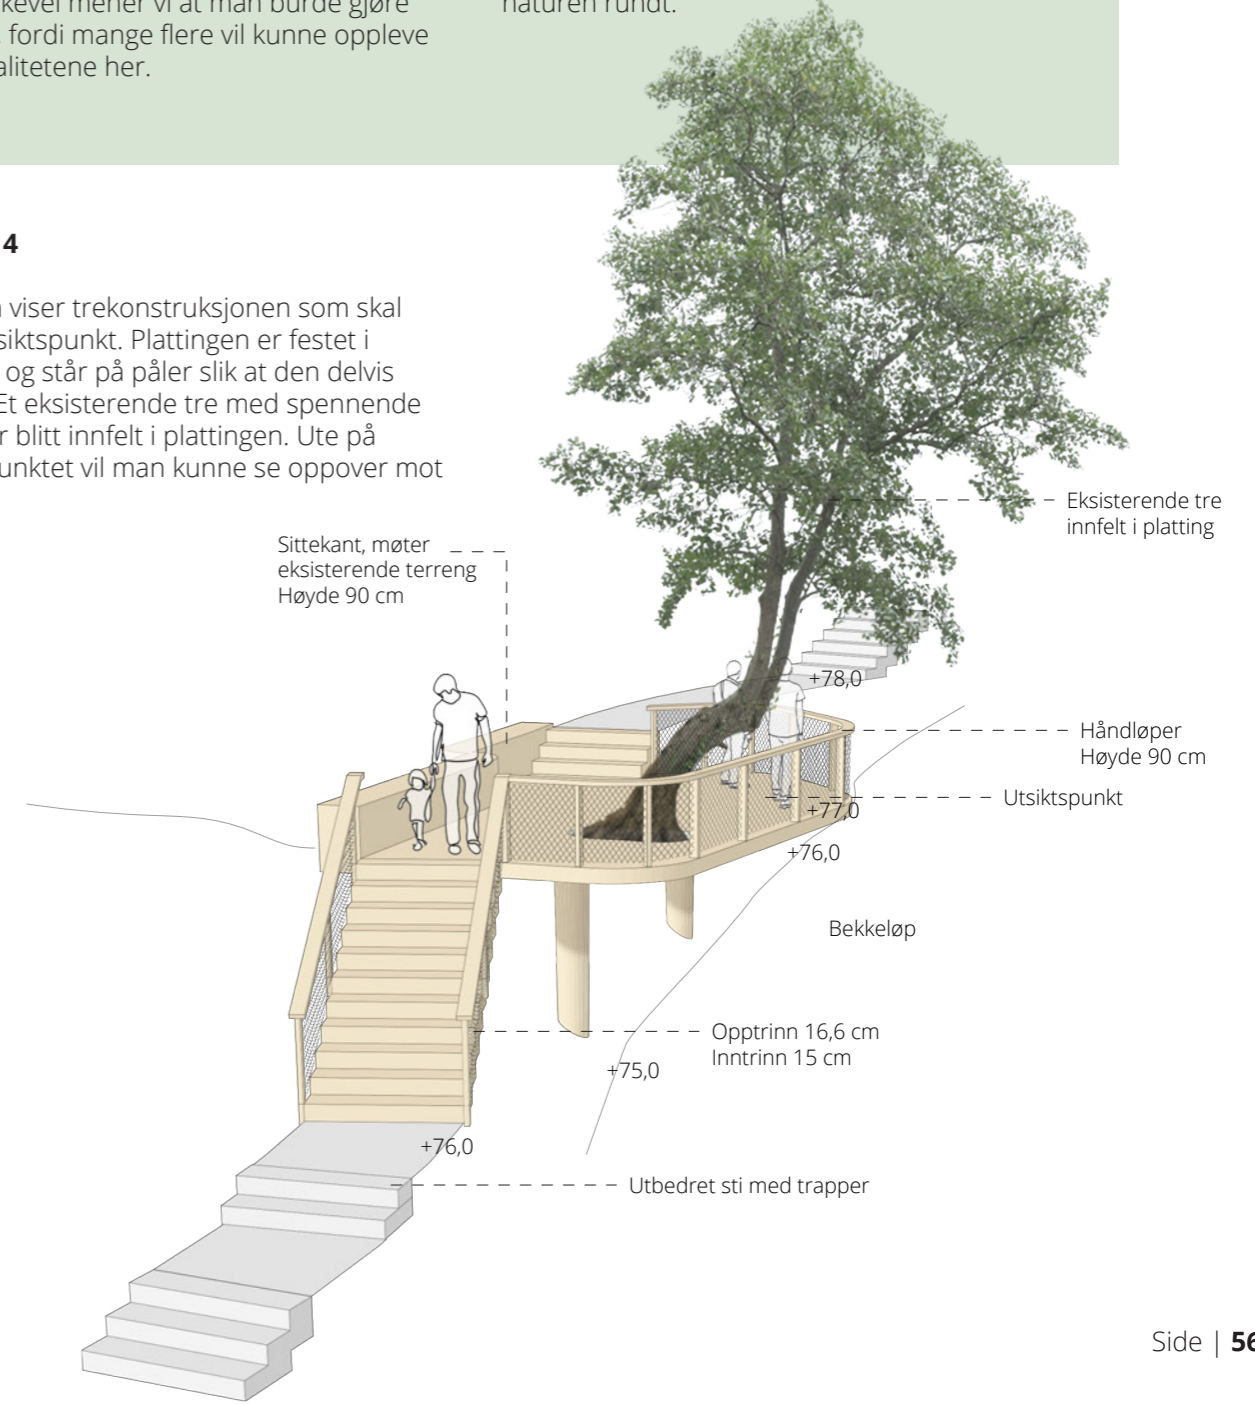 kevel mener vi at man burde gjøre
fordi mange flere vil kunne oppleve
alitetene her.
naturen rundt.
4
viser trekonstruksjonen som skal
siktspunkt. Plattingen er festet i
og står på påler slik at den delvis
Et eksisterende tre med spennende
r blitt innfelt i plattingen. Ute på
unktet vil man kunne se oppover mot
Eksisterende tre
innfelt i platting
Sittekant, møter
eksisterende terreng
Høyde 90 cm
+78,0
Håndløper
Høyde 90 cm
Utsiktspunkt
+77,0
+76,0
Bekkeløp
Opptrinn 16,6 cm
Inntrinn 15 cm
+75,0
+76,0
Utbedret sti med trapper
Side | 56